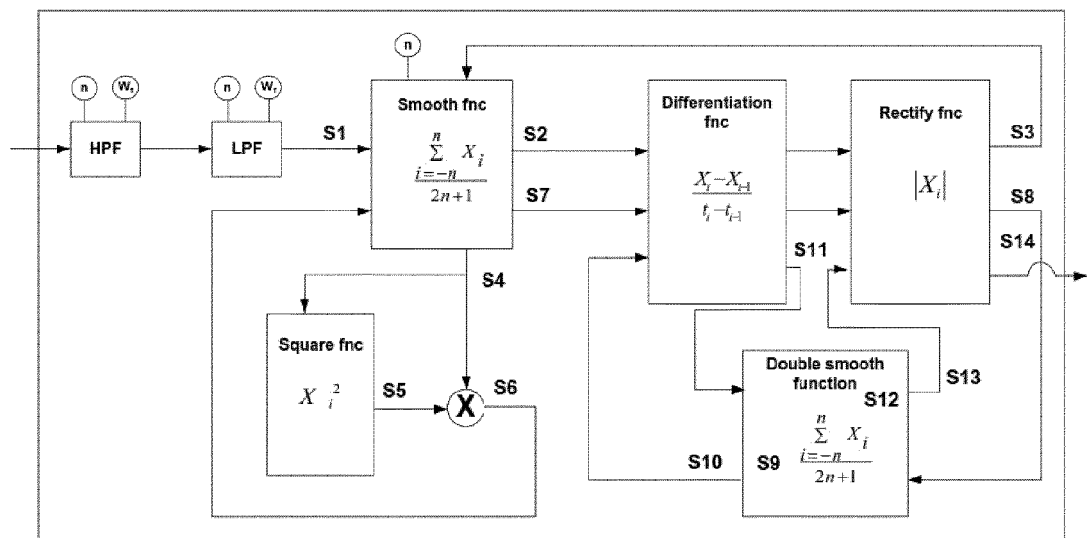 n
Smooth fnc
n
∑ X i
i=-n
2n+1
n
n
HPF
LPF
S1
S2
S7
Differentiation
fnc
X i – X i–1
t i – t i–1
Rectify fnc
|X i|
S3
S8
S14
S11
S4
Square fnc
X i 2
S5
X
S6
Double smooth
function
S12
S13
n
∑ X i
i=-n
2n+1
S10
S9